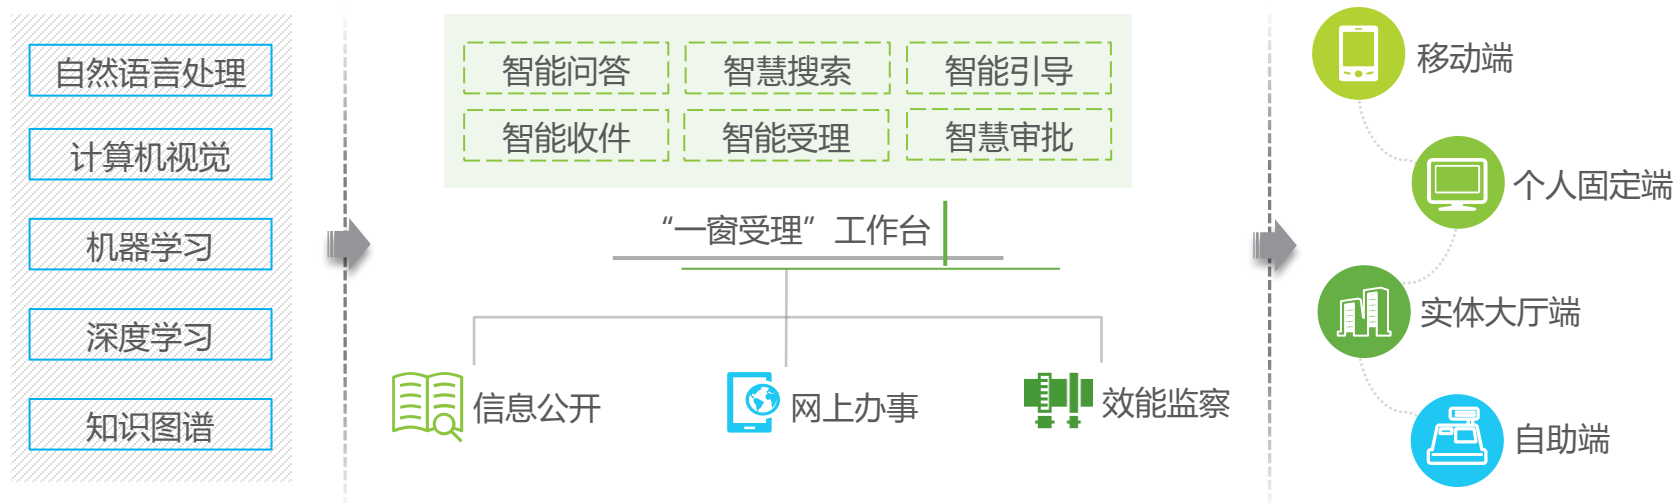 自然语言处理
计算机视觉
机器学习
深度学习
知识图谱
智能问答
智慧搜索
智能引导
智能收件
智能受理
智慧审批
“一窗受理”工作台
信息公开
网上办事
效能监察
移动端
个人固定端
实体大厅端
自助端